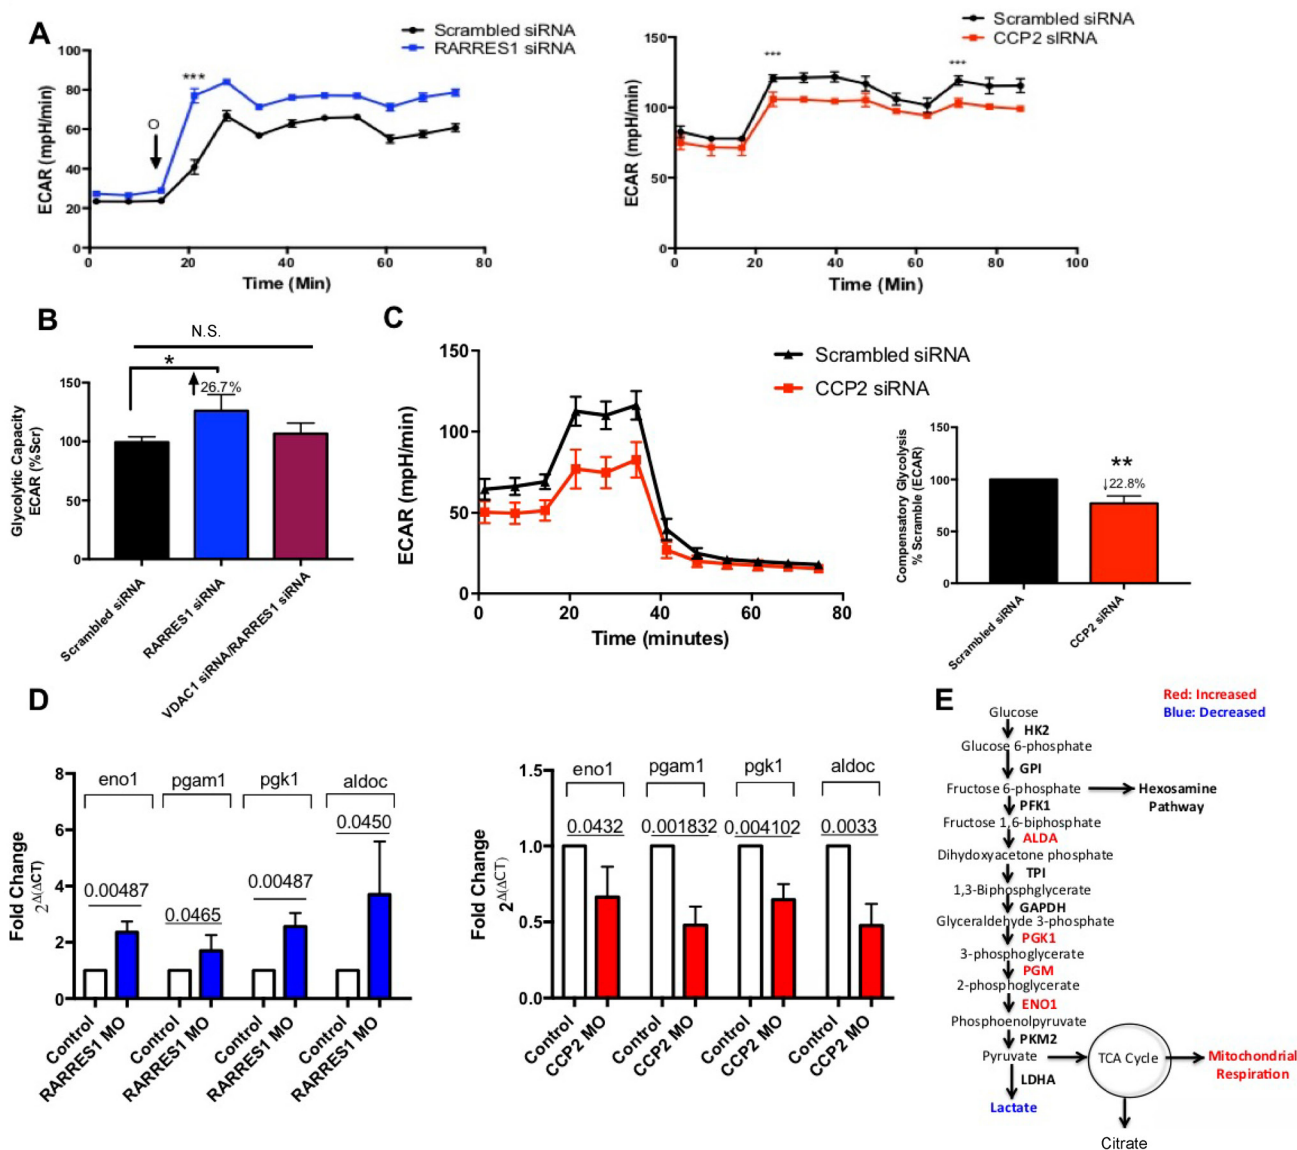 A
Scrambled siRNA
RARRES1 siRNA
100
80
60
40
20
0
ECAR (mpH/min)
***
O
0 20 40 60 80
Time (Min)
Scrambled siRNA
CCP2 sIRNA
150
100
50
0
ECAR (mpH/min)
***
***
0 20 40 60 80 100
Time (Min)
B
N.S.
*
26.7%
150
100
50
0
Glycolytic Capacity
ECAR (%Scr)
Scrambled siRNA
RARRES1 siRNA
VDAC1 siRNA/RARRES1 siRNA
C
Scrambled siRNA
CCP2 siRNA
150
100
50
0
ECAR (mpH/min)
0 20 40 60 80
Time (minutes)
150
100
50
0
Compensatory Glycolysis
% Scramble (ECAR)
**
↓22.8%
Scrambled siRNA
CCP2 siRNA
D
8
6
4
2
0
Fold Change
2^Δ(ΔCT)
eno1 pgam1 pgk1 aldoc
0.00487 0.0465 0.00487 0.0450
Control
RARRES1 MO
Control
RARRES1 MO
Control
RARRES1 MO
Control
RARRES1 MO
1.5
1.0
0.5
0.0
Fold Change
2^Δ(ΔCT)
eno1 pgam1 pgk1 aldoc
0.0432 0.001832 0.004102 0.0033
Control
CCP2 MO
Control
CCP2 MO
Control
CCP2 MO
Control
CCP2 MO
E
Red: Increased
Blue: Decreased
Glucose
HK2
Glucose 6-phosphate
GPI
Fructose 6-phosphate
Hexosamine
Pathway
PFK1
Fructose 1,6-biphosphate
ALDA
Dihydoxyacetone phosphate
TPI
1,3-Biphosphglycerate
GAPDH
Glyceraldehyde 3-phosphate
PGK1
3-phosphoglycerate
PGM
2-phosphoglycerate
ENO1
Phosphoenolpyruvate
PKM2
Pyruvate
TCA Cycle
Mitochondrial
Respiration
LDHA
Lactate
Citrate